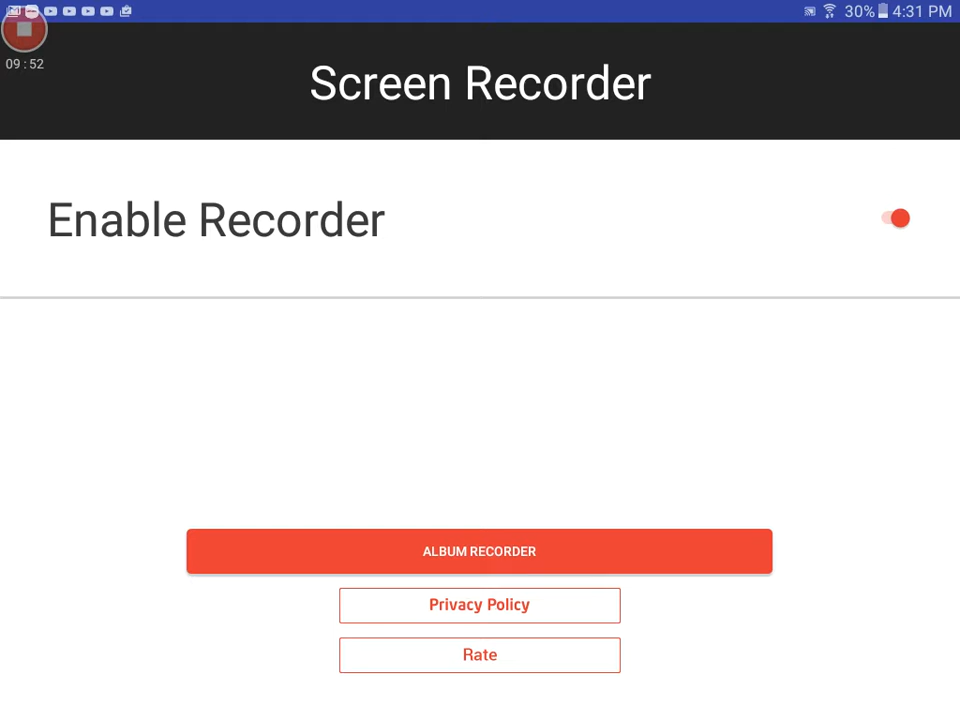 30% 4:31 PM
09:52
Screen Recorder
Enable Recorder
ALBUM RECORDER
Privacy Policy
Rate